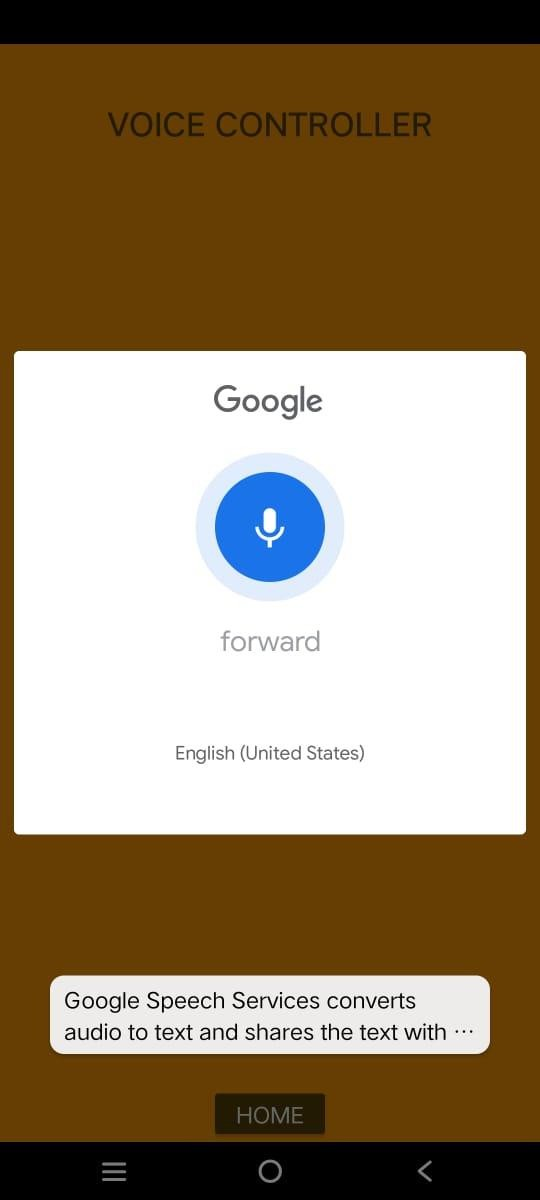 VOICE CONTROLLER
Google
forward
English (United States)
Google Speech Services converts
audio to text and shares the text with ...
HOME